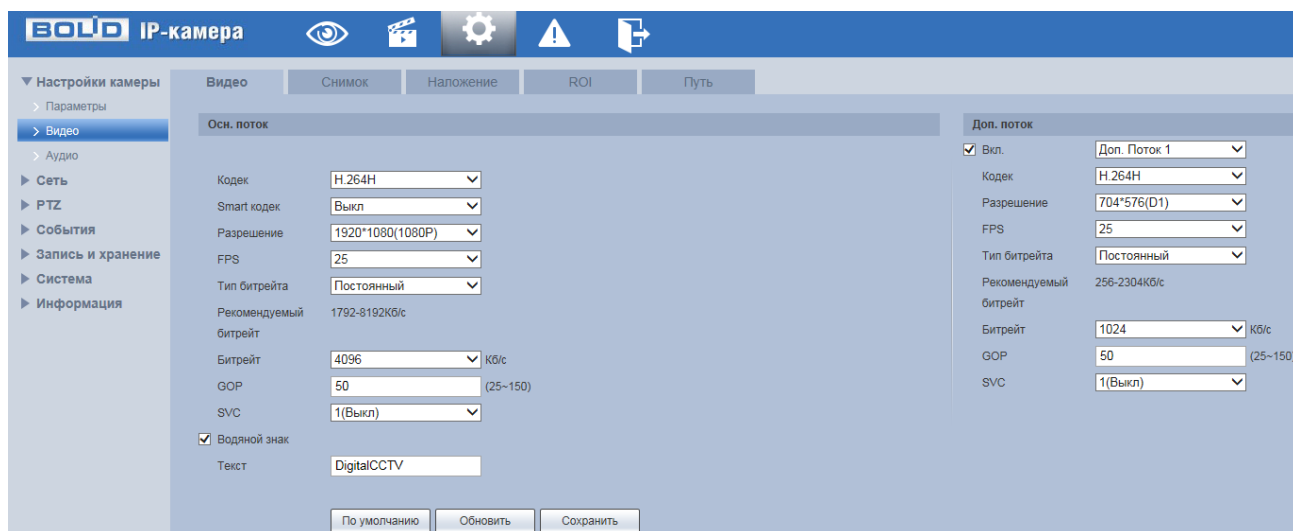 BOLID IP-камера
Настройки камеры
Параметры
Видео
Аудио
Сеть
PTZ
События
Запись и хранение
Система
Информация
Видео Снимок Наложение ROI Путь
Осн. поток
Кодек H.264H
Smart кодек Выкл
Разрешение 1920*1080(1080P)
FPS 25
Тип битрейта Постоянный
Рекомендуемый 1792-8192Кб/с
битрейт
Битрейт 4096 Кб/с
GOP 50 (25~150)
SVC 1(Выкл)
Водяной знак
Текст DigitalCCTV
По умолчанию Обновить Сохранить
Доп. поток
Вкл. Доп. Поток 1
Кодек H.264H
Разрешение 704*576(D1)
FPS 25
Тип битрейта Постоянный
Рекомендуемый 256-2304Кб/с
битрейт
Битрейт 1024 Кб/с
GOP 50 (25~150)
SVC 1(Выкл)